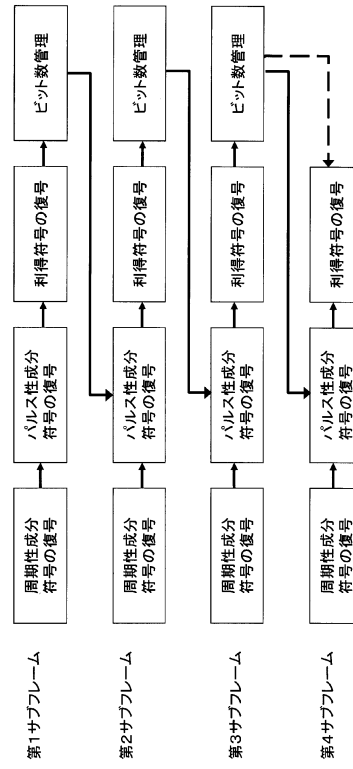 第1サブフレーム
周期性成分
符号の復号
パルス性成分
符号の復号
利得符号の復号
ビット数管理
第2サブフレーム
周期性成分
符号の復号
パルス性成分
符号の復号
利得符号の復号
ビット数管理
第3サブフレーム
周期性成分
符号の復号
パルス性成分
符号の復号
利得符号の復号
ビット数管理
第4サブフレーム
周期性成分
符号の復号
パルス性成分
符号の復号
利得符号の復号